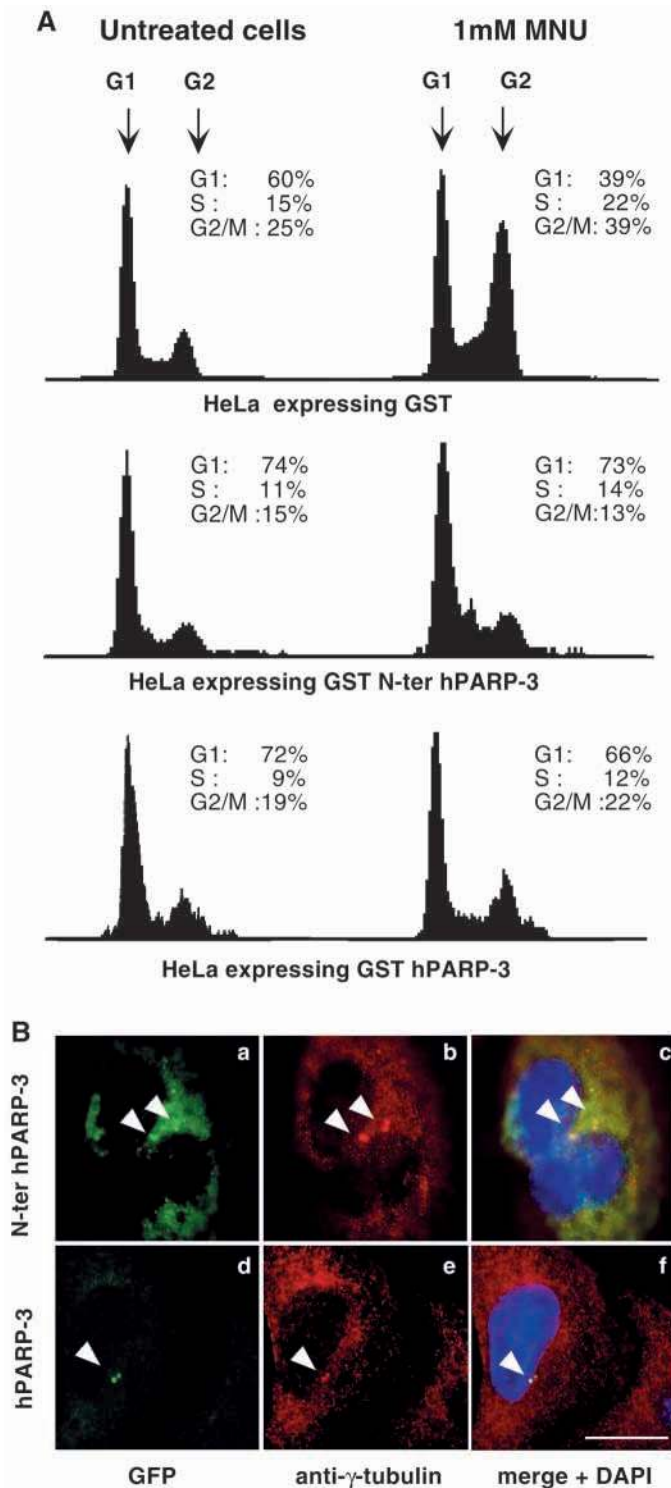 A
Untreated cells 1mM MNU
G1 G2 G1 G2
G1: 60% G1: 39%
S : 15% S : 22%
G2/M : 25% G2/M: 39%
HeLa expressing GST
G1: 74% G1: 73%
S : 11% S : 14%
G2/M :15% G2/M:13%
HeLa expressing GST N-ter hPARP-3
G1: 72% G1: 66%
S : 9% S : 12%
G2/M :19% G2/M :22%
HeLa expressing GST hPARP-3
B
N-ter hPARP-3
a b c
hPARP-3
d e f
GFP anti-γ-tubulin merge + DAPI